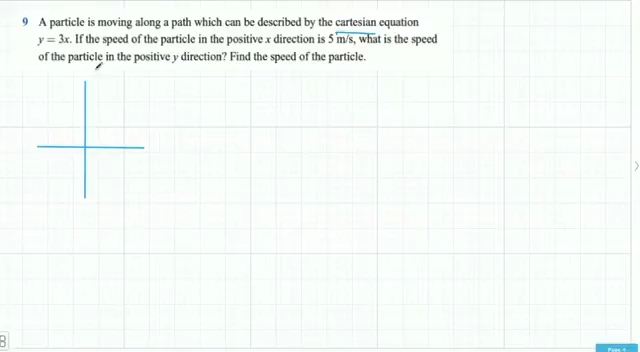 9 A particle is moving along a path which can be described by the cartesian equation
y = 3x. If the speed of the particle in the positive x direction is 5 m/s, what is the speed
of the particle in the positive y direction? Find the speed of the particle.